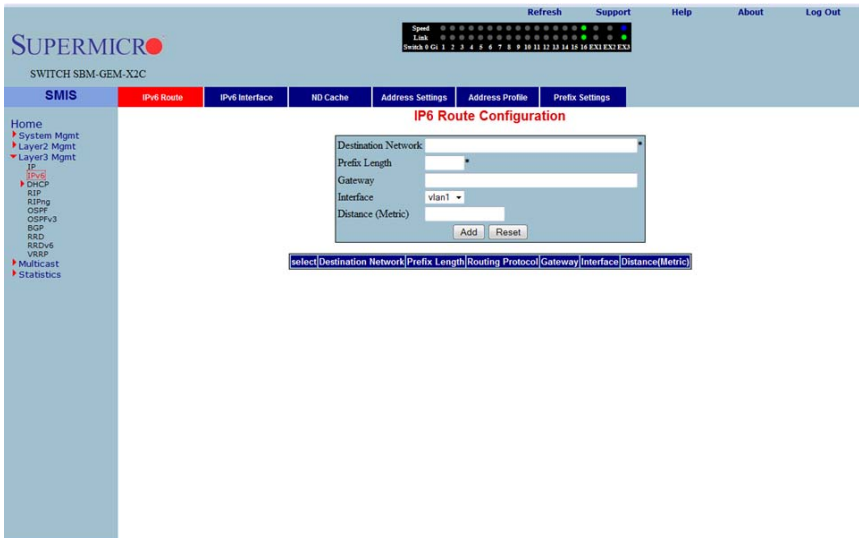 Refresh Support Help About Log Out
Speed
Link
Switch 0 Gi 1 2 3 4 5 6 7 8 9 10 11 12 13 14 15 16 EX1 EX2 EX3
SUPERMICRO
SWITCH SBM-GEM-X2C
SMIS
IPv6 Route IPv6 Interface ND Cache Address Settings Address Profile Prefix Settings
Home
System Mgmt
Layer2 Mgmt
Layer3 Mgmt
IP
IPv6
DHCP
RIP
RIPng
OSPF
OSPFv3
BGP
RRD
RRDv6
VRRP
Multicast
Statistics
IP6 Route Configuration
Destination Network *
Prefix Length *
Gateway
Interface vlan1
Distance (Metric)
Add Reset
select Destination Network Prefix Length Routing Protocol Gateway Interface Distance(Metric)